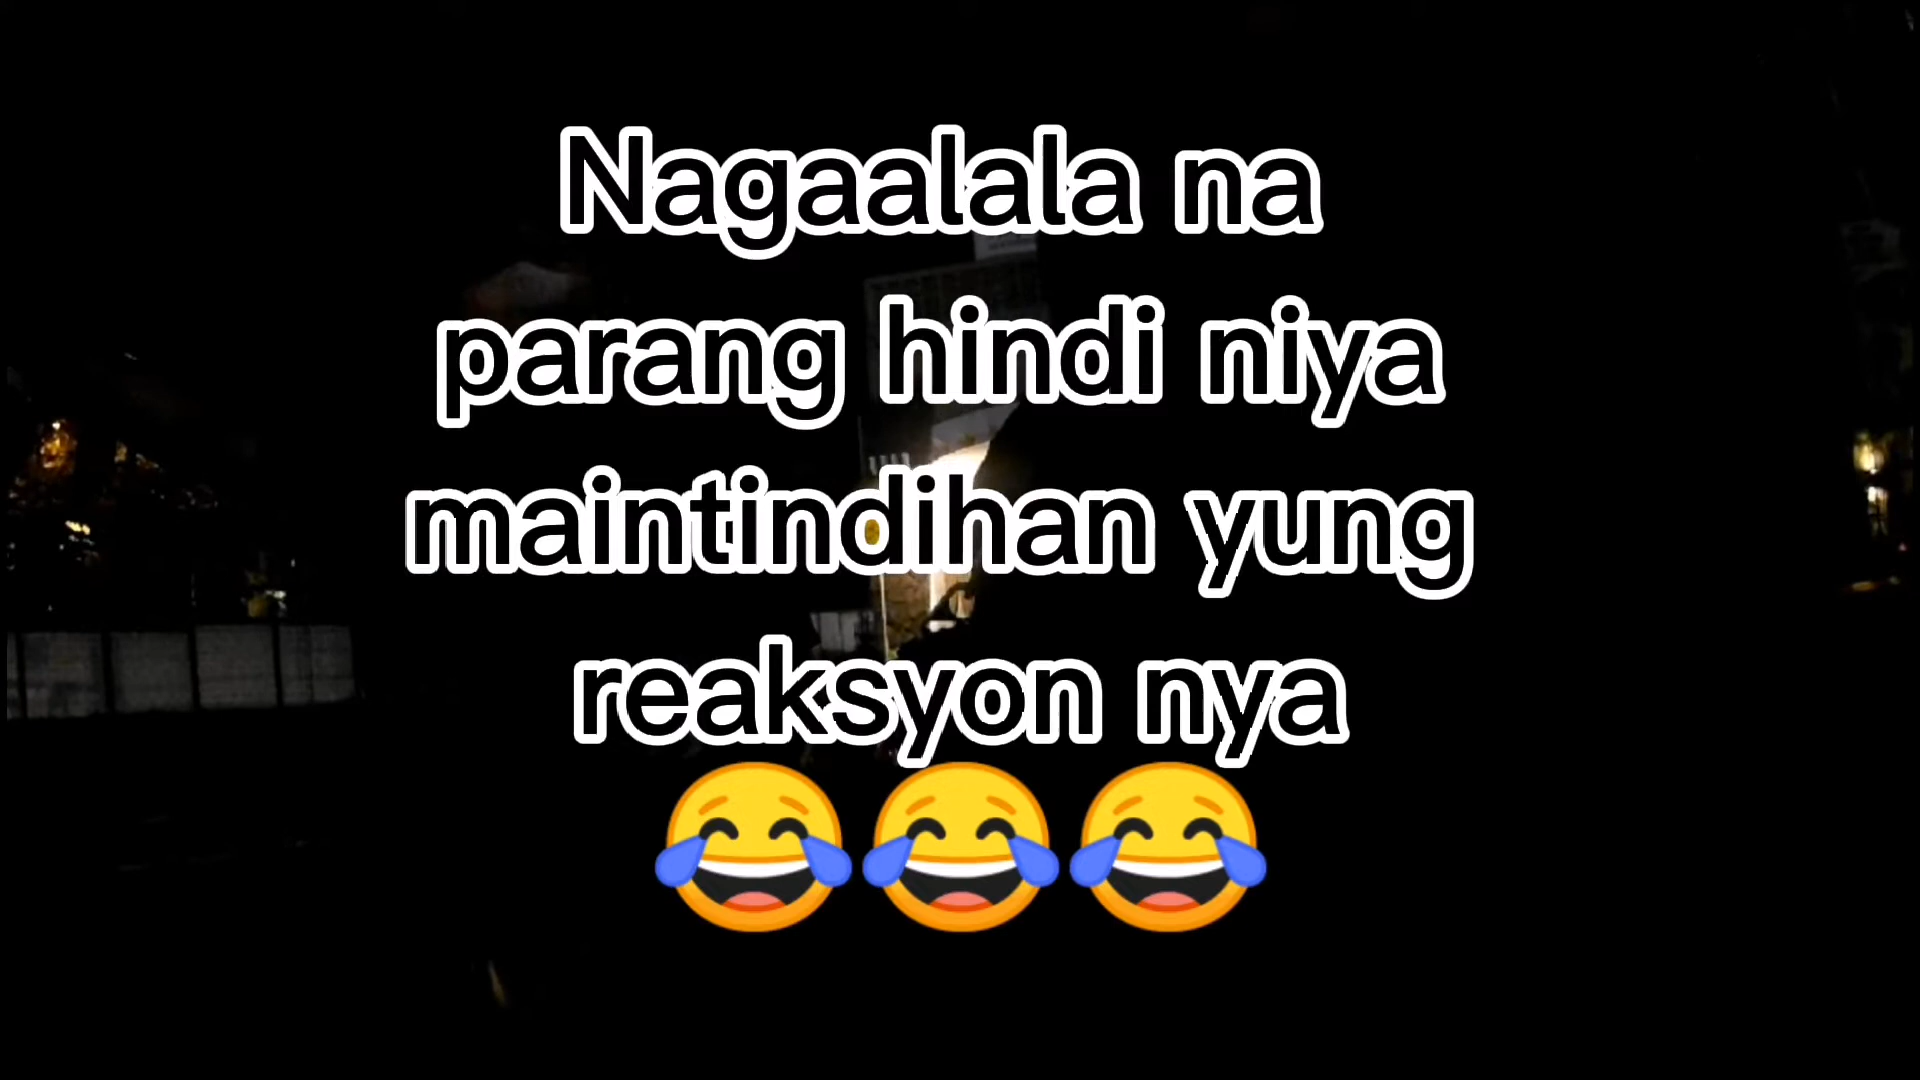 Nagaalala na
parang hindi niya
maintindihan yung
reaksyon nya
😂😂😂